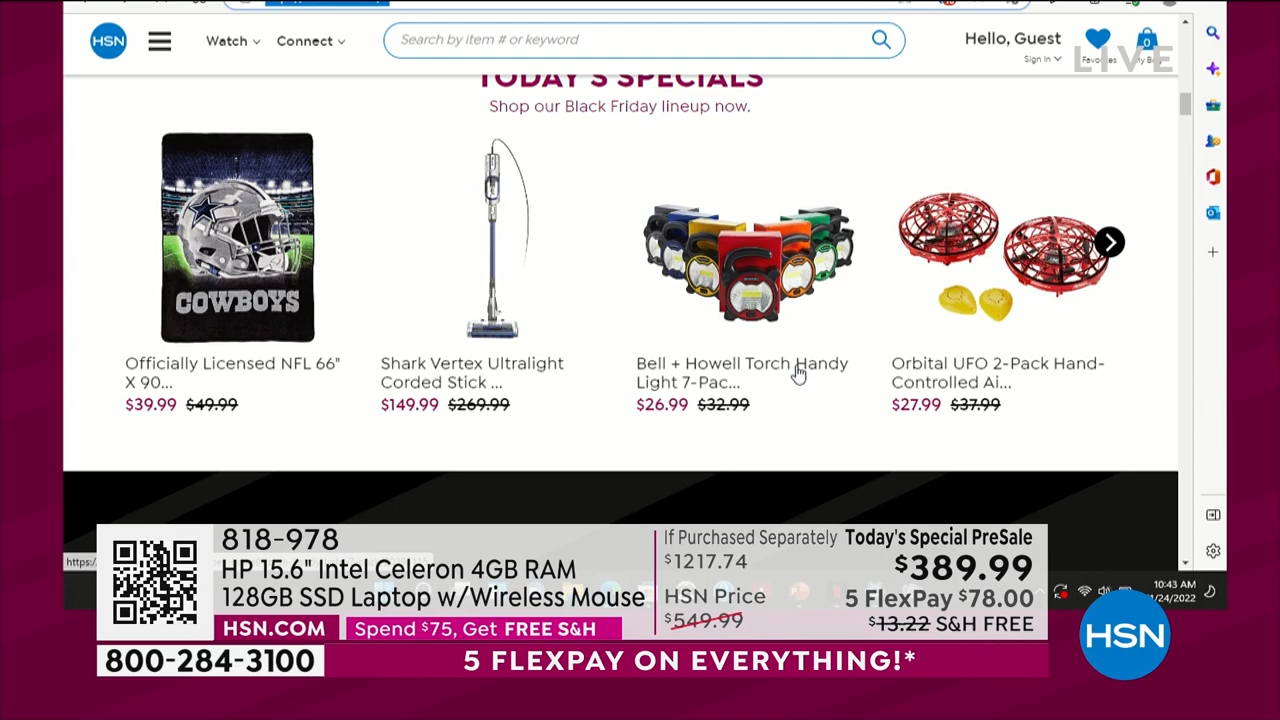 HSN
Watch
Connect
Search by item # or keyword
Hello, Guest
Sign In
Favorites
My Bag
0
LIVE
TODAY'S SPECIALS
Shop our Black Friday lineup now.
COWBOYS
Officially Licensed NFL 66"
X 90...
$39.99 $49.99
Shark Vertex Ultralight
Corded Stick ...
$149.99 $269.99
Bell + Howell Torch Handy
Light 7-Pac...
$26.99 $32.99
Orbital UFO 2-Pack Hand-
Controlled Ai...
$27.99 $37.99
https:
10:43 AM
/24/2022
818-978
HP 15.6" Intel Celeron 4GB RAM
128GB SSD Laptop w/Wireless Mouse
HSN.COM
Spend $75, Get FREE S&H
If Purchased Separately
$1217.74
HSN Price
$549.99
Today's Special PreSale
$389.99
5 FlexPay $78.00
$13.22 S&H FREE
HSN
800-284-3100
5 FLEXPAY ON EVERYTHING!*